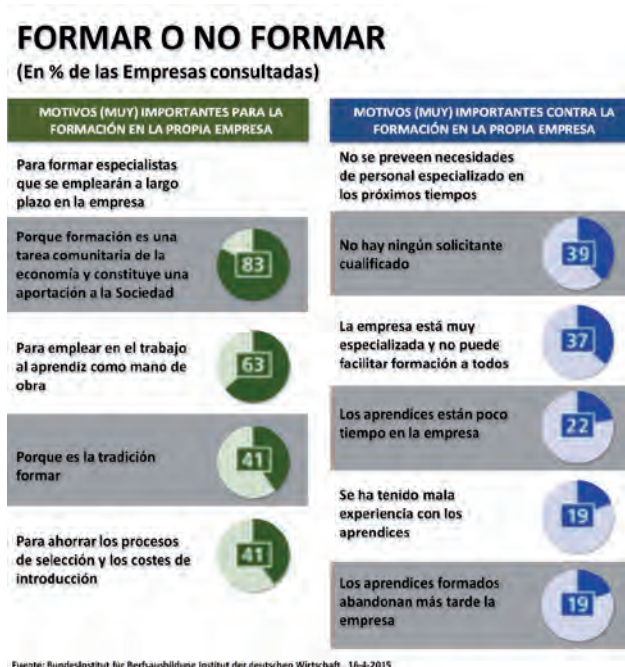 FORMAR O NO FORMAR
(En % de las Empresas consultadas)
MOTIVOS (MUY) IMPORTANTES PARA LA
FORMACIÓN EN LA PROPIA EMPRESA
Para formar especialistas
que se emplearán a largo
plazo en la empresa
Porque formación es una
tarea comunitaria de la
economía y constituye una
aportación a la Sociedad
83
Para emplear en el trabajo
al aprendiz como mano de
obra
63
Porque es la tradición
formar
41
Para ahorrar los procesos
de selección y los costes de
introducción
41
MOTIVOS (MUY) IMPORTANTES CONTRA LA
FORMACIÓN EN LA PROPIA EMPRESA
No se preveen necesidades
de personal especializado en
los próximos tiempos
No hay ningún solicitante
cualificado
39
La empresa está muy
especializada y no puede
facilitar formación a todos
37
Los aprendices están poco
tiempo en la empresa
22
Se ha tenido mala
experiencia con los
aprendices
19
Los aprendices formados
abandonan más tarde la
empresa
19
Fuente: Bundesinstitut für Berfsausbildung Institut der deutschen Wirtschaft, 16-4-2015